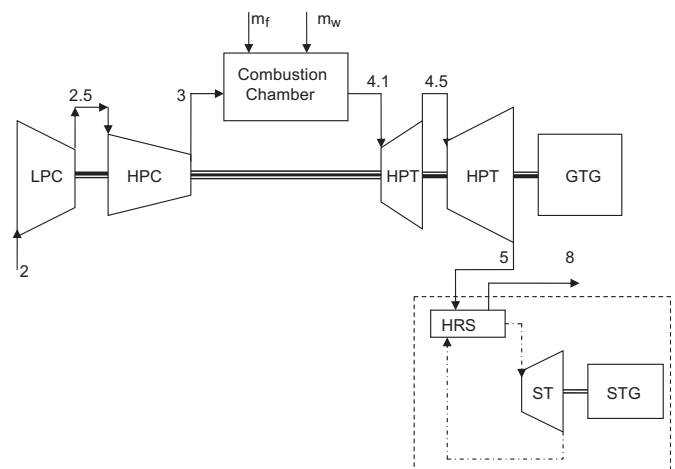 m_f
m_w
Combustion
Chamber
2.5
3
4.1
4.5
LPC
HPC
HPT
HPT
GTG
2
5
8
HRS
ST
STG